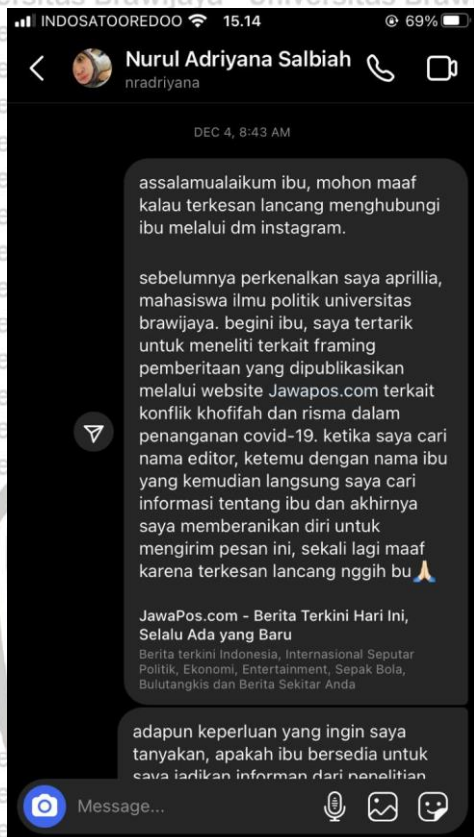 INDOSATOOREDOO 15.14 69%
Nurul Adriyana Salbiah
nradriyana
DEC 4, 8:43 AM
assalamualaikum ibu, mohon maaf
kalau terkesan lancang menghubungi
ibu melalui dm instagram.
sebelumnya perkenalkan saya aprillia,
mahasiswa ilmu politik universitas
brawijaya. begini ibu, saya tertarik
untuk meneliti terkait framing
pemberitaan yang dipublikasikan
melalui website Jawapos.com terkait
konflik khofifah dan risma dalam
penanganan covid-19. ketika saya cari
nama editor, ketemu dengan nama ibu
yang kemudian langsung saya cari
informasi tentang ibu dan akhirnya
saya memberanikan diri untuk
mengirim pesan ini, sekali lagi maaf
karena terkesan lancang nggih bu🙏🏻
JawaPos.com - Berita Terkini Hari Ini,
Selalu Ada yang Baru
Berita terkini Indonesia, Internasional Seputar
Politik, Ekonomi, Entertainment, Sepak Bola,
Bulutangkis dan Berita Sekitar Anda
adapun keperluan yang ingin saya
tanyakan, apakah ibu bersedia untuk
saya jadikan informan dari penelitian
Message...